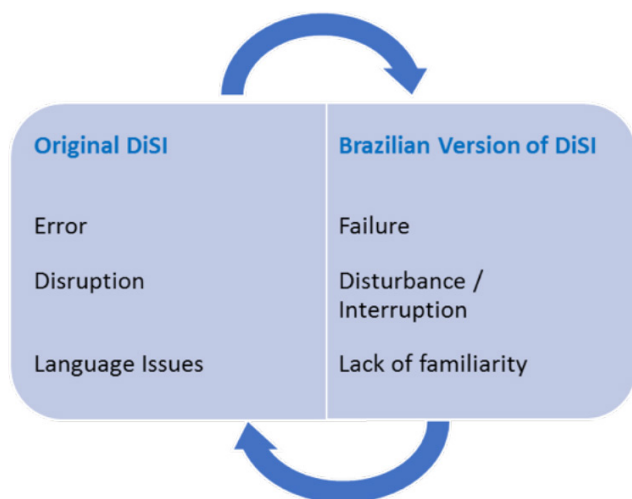 Original DiSI
Error
Disruption
Language Issues
Brazilian Version of DiSI
Failure
Disturbance /
Interruption
Lack of familiarity